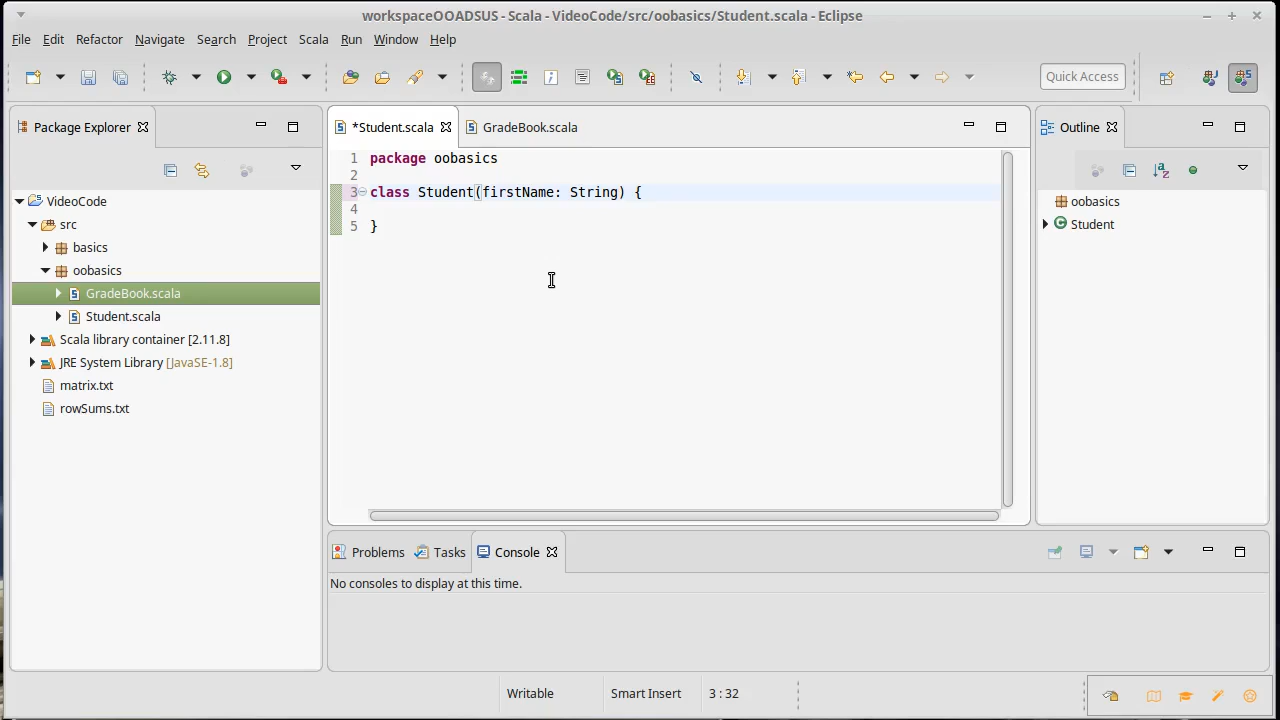 workspaceOOADSUS - Scala - VideoCode/src/oobasics/Student.scala - Eclipse
File Edit Refactor Navigate Search Project Scala Run Window Help
Quick Access
Package Explorer
*Student.scala
GradeBook.scala
Outline
VideoCode
src
basics
oobasics
GradeBook.scala
Student.scala
Scala library container [2.11.8]
JRE System Library [JavaSE-1.8]
matrix.txt
rowSums.txt
1 package oobasics
2
3 class Student(firstName: String) {
4
5 }
oobasics
Student
Problems Tasks Console
No consoles to display at this time.
Writable Smart Insert 3 : 32